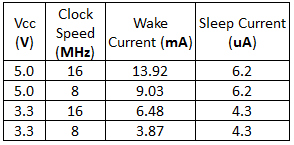 Vcc (V) Clock Speed (MHz) Wake Current (mA) Sleep Current (uA)
5.0 16 13.92 6.2
5.0 8 9.03 6.2
3.3 16 6.48 4.3
3.3 8 3.87 4.3